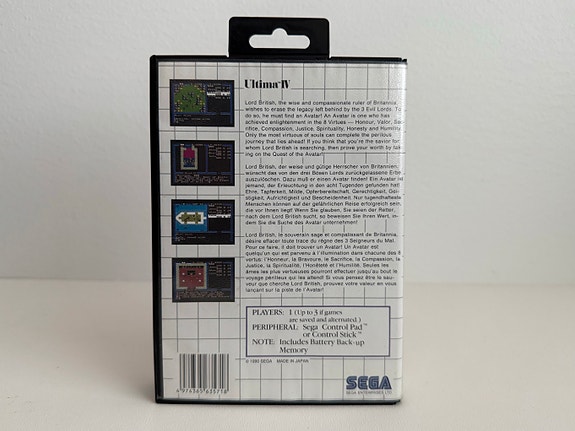 Ultima™IV
Lord British, the wise and compassionate ruler of Britannia,
wishes to erase the legacy left behind by the 3 Evil Lords. To
do so, he must find an Avatar! An Avatar is one who has
achieved enlightenment in the 8 Virtues — Honour, Valor, Sac
rifice, Compassion, Justice, Spirituality, Honesty and Humility.
Only the most virtuous of souls can complete the perilous
journey that lies ahead! If you think that you're the savior for
whom Lord British is searching, then prove your worth by tak-
ing on the Quest of the Avatar!
Lord British, der weise und gütige Herrscher von Britannien,
wünscht das von den drei Bösen Lords zurückgelassene Erbe
auszulöschen. Dazu muß er einen Avatar finden! Ein Avatar ist
jemand, der Erleuchtung in den acht Tugenden gefunden hat!
Ehre, Tapferkeit, Milde, Opferbereitschaft, Gerechtigkeit, Gei-
stigkeit, Aufrichtigkeit und Bescheidenheit. Nur tugendhafteste
Menschen können auf der gefährlichen Reise erfolgreich sein,
die vor Ihnen liegt! Wenn Sie glauben, Sie seien der Retter,
nach dem Lord British sucht, so beweisen Ihren Wert, in-
dem Sie die Suche des Avatar unternehmen!
Lord British, le souverain sage et compatissant de Britannia,
désire effacer toute trace du règne des 3 Seigneurs du Mal.
Pour ce faire, il doit trouver un Avatar! Un Avatar est
quelqu'un qui est parvenu à l'illumination dans chacune des 8
vertus: l'Honneur, la Bravoure, le Sacrifice, la Compassion, la
Justice, la Spiritualité, l'Honêteté et l'Humilité. Seules les
âmes les plus vertueuses pourront effectuer jusqu'au bout le
voyage périlleux qui les attend! Si vous pensez être le sau-
veur que cherche Lord British, prouvez votre valeur en vous
lançant sur la piste de l'Avatar!
PLAYERS: 1 (Up to 3 if games
are saved and alternated.)
PERIPHERAL: Sega Control Pad™
or Control Stick™
NOTE: Includes Battery Back-up
Memory
© 1990 SEGA MADE IN JAPAN
4 974365 635718
SEGA
SEGA ENTERPRISES LTD.